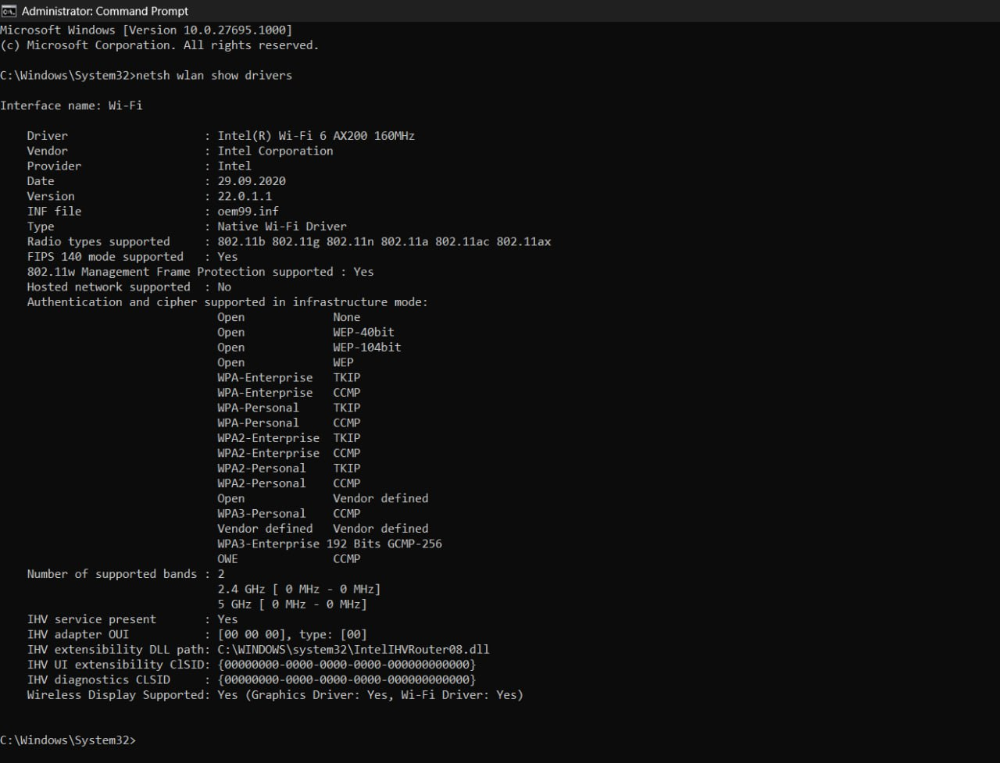 Administrator: Command Prompt
Microsoft Windows [Version 10.0.27695.1000]
(c) Microsoft Corporation. All rights reserved.
C:\Windows\System32>netsh wlan show drivers
Interface name: Wi-Fi
Driver : Intel(R) Wi-Fi 6 AX200 160MHz
Vendor : Intel Corporation
Provider : Intel
Date : 29.09.2020
Version : 22.0.1.1
INF file : oem99.inf
Type : Native Wi-Fi Driver
Radio types supported : 802.11b 802.11g 802.11n 802.11a 802.11ac 802.11ax
FIPS 140 mode supported : Yes
802.11w Management Frame Protection supported : Yes
Hosted network supported : No
Authentication and cipher supported in infrastructure mode:
Open None
Open WEP-40bit
Open WEP-104bit
Open WEP
WPA-Enterprise TKIP
WPA-Enterprise CCMP
WPA-Personal TKIP
WPA-Personal CCMP
WPA2-Enterprise TKIP
WPA2-Enterprise CCMP
WPA2-Personal TKIP
WPA2-Personal CCMP
Open Vendor defined
WPA3-Personal CCMP
Vendor defined Vendor defined
WPA3-Enterprise 192 Bits GCMP-256
OWE CCMP
Number of supported bands : 2
2.4 GHz [ 0 MHz - 0 MHz]
5 GHz [ 0 MHz - 0 MHz]
IHV service present : Yes
IHV adapter OUI : [00 00 00], type: [00]
IHV extensibility DLL path: C:\WINDOWS\system32\IntelIHVRouter08.dll
IHV UI extensibility ClSID: {00000000-0000-0000-0000-000000000000}
IHV diagnostics CLSID : {00000000-0000-0000-0000-000000000000}
Wireless Display Supported: Yes (Graphics Driver: Yes, Wi-Fi Driver: Yes)
C:\Windows\System32>